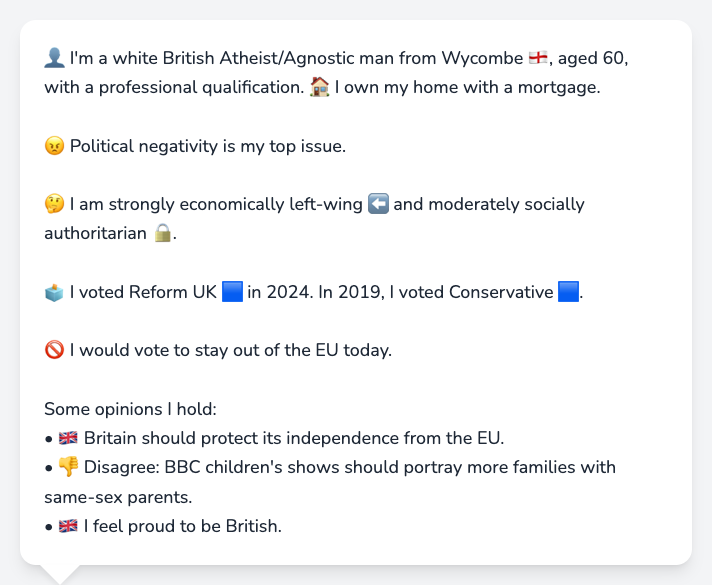 👤 I'm a white British Atheist/Agnostic man from Wycombe 🏴󠁧󠁢󠁥󠁮󠁧󠁿, aged 60,
with a professional qualification. 🏠 I own my home with a mortgage.
😠 Political negativity is my top issue.
🤔 I am strongly economically left-wing ⬅️ and moderately socially
authoritarian 🔒.
🗳️ I voted Reform UK 🟦 in 2024. In 2019, I voted Conservative 🟦.
🚫 I would vote to stay out of the EU today.
Some opinions I hold:
• 🇬🇧 Britain should protect its independence from the EU.
• 👎 Disagree: BBC children's shows should portray more families with
same-sex parents.
• 🇬🇧 I feel proud to be British.